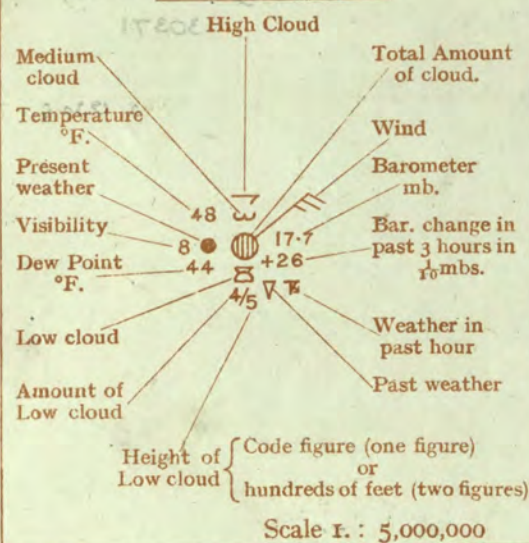 High Cloud
Medium
cloud
Total Amount
of cloud.
Temperature
°F.
Wind
Present
weather
Barometer
mb.
48
Visibility
8
17·7
Bar. change in
past 3 hours in
1/10 mbs.
Dew Point
°F.
44
+26
4/5
Low cloud
Weather in
past hour
Amount of
Low cloud
Past weather
Height of
Low cloud
Code figure (one figure)
or
hundreds of feet (two figures)
Scale 1. : 5,000,000